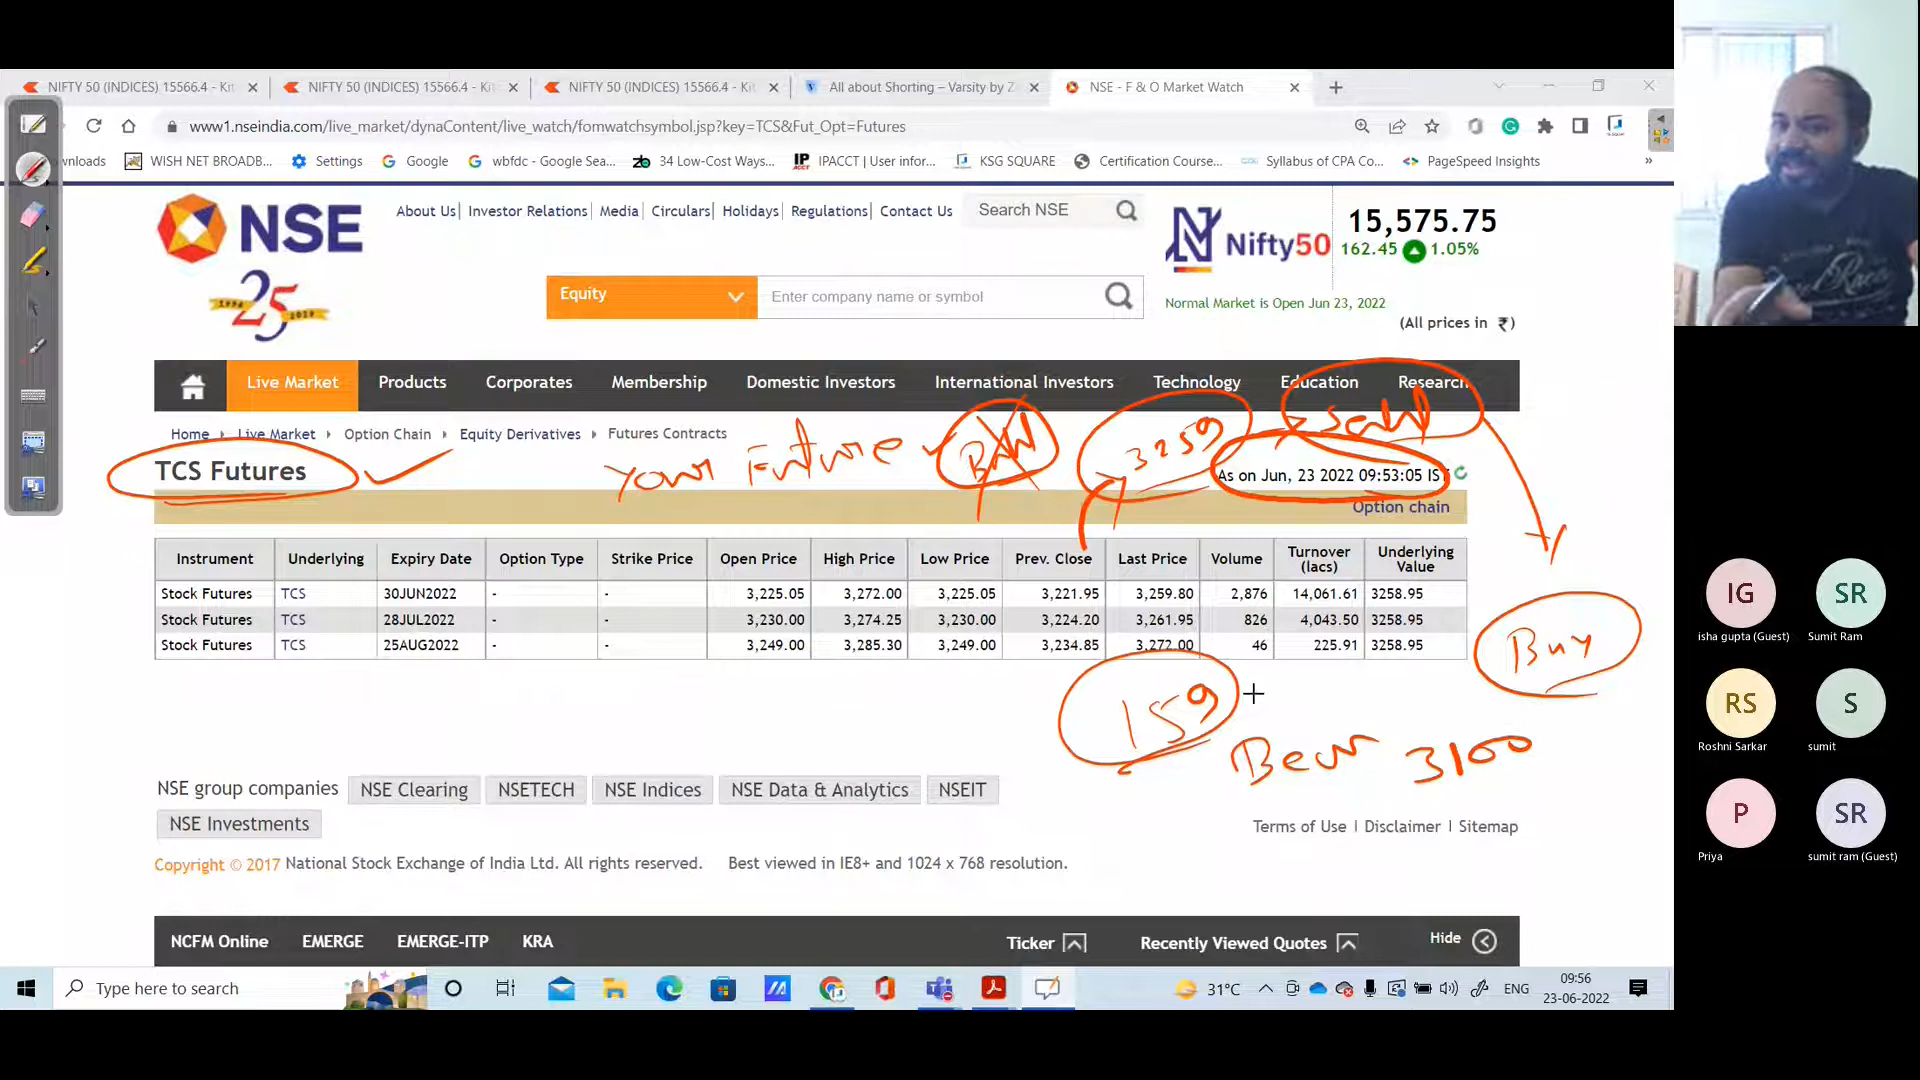 NIFTY 50 (INDICES) 15566.4 - Kit
NIFTY 50 (INDICES) 15566.4 - Kit
NIFTY 50 (INDICES) 15566.4 - Kit
All about Shorting – Varsity by Z
NSE - F & O Market Watch
www1.nseindia.com/live_market/dynaContent/live_watch/fomwatchsymbol.jsp?key=TCS&Fut_Opt=Futures
ownloads
WISH NET BROADB...
Settings
Google
wbfdc - Google Sea...
34 Low-Cost Ways...
IPACCT | User infor...
KSG SQUARE
Certification Course...
Syllabus of CPA Co...
PageSpeed Insights
»
NSE
25
About Us| Investor Relations| Media| Circulars| Holidays| Regulations| Contact Us
Search NSE
Nifty50
15,575.75
162.45 1.05%
Equity
Enter company name or symbol
Normal Market is Open Jun 23, 2022
(All prices in ₹)
Live Market Products Corporates Membership Domestic Investors International Investors Technology Education Research
Home Live Market Option Chain Equity Derivatives Futures Contracts
Your Future
3259
TCS Futures
As on Jun, 23 2022 09:53:05 IST
Option chain
Instrument Underlying Expiry Date Option Type Strike Price Open Price High Price Low Price Prev. Close Last Price Volume Turnover (lacs) Underlying Value
Stock Futures TCS 30JUN2022 - - 3,225.05 3,272.00 3,225.05 3,221.95 3,259.80 2,876 14,061.61 3258.95
Stock Futures TCS 28JUL2022 - - 3,230.00 3,274.25 3,230.00 3,224.20 3,261.95 826 4,043.50 3258.95
Stock Futures TCS 25AUG2022 - - 3,249.00 3,285.30 3,249.00 3,234.85 3,272.00 46 225.91 3258.95
Buy
159
3100
NSE group companies NSE Clearing NSETECH NSE Indices NSE Data & Analytics NSEIT
NSE Investments
Terms of Use | Disclaimer | Sitemap
Copyright © 2017 National Stock Exchange of India Ltd. All rights reserved. Best viewed in IE8+ and 1024 x 768 resolution.
NCFM Online EMERGE EMERGE-ITP KRA
Ticker Recently Viewed Quotes Hide
Type here to search
31°C
ENG
09:56
23-06-2022
IG
isha gupta (Guest)
SR
Sumit Ram
RS
Roshni Sarkar
S
sumit
P
Priya
SR
sumit ram (Guest)